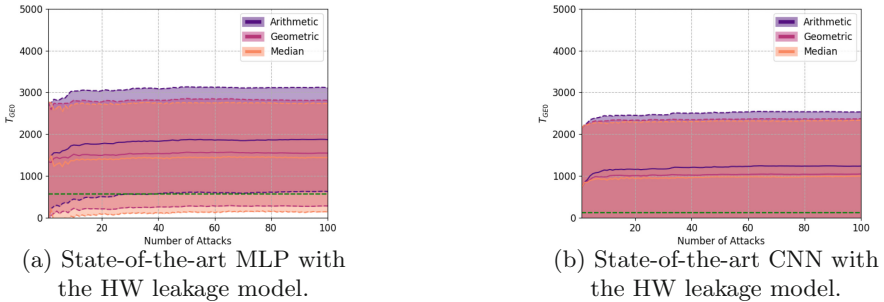 5000
4000
3000
2000
1000
0
T_GE0
20 40 60 80 100
Number of Attacks
Arithmetic
Geometric
Median
(a) State-of-the-art MLP with
the HW leakage model.
5000
4000
3000
2000
1000
0
T_GE0
20 40 60 80 100
Number of Attacks
Arithmetic
Geometric
Median
(b) State-of-the-art CNN with
the HW leakage model.